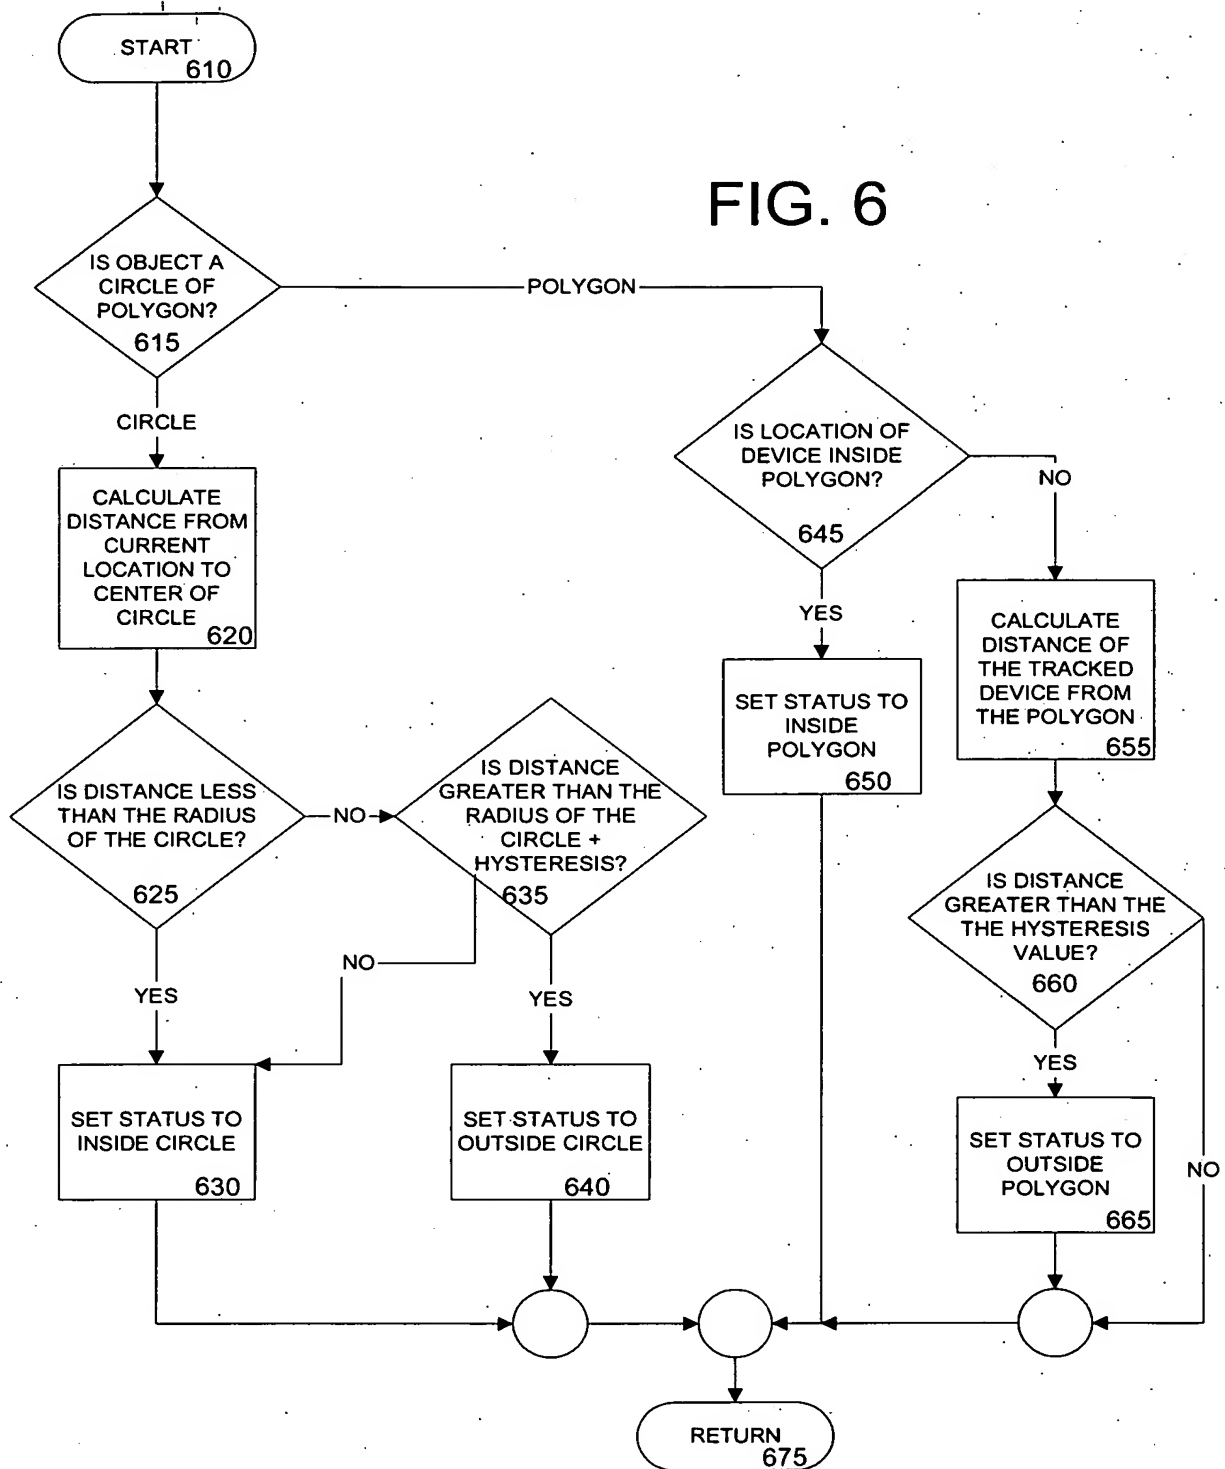 START
610
FIG. 6
IS OBJECT A
CIRCLE OF
POLYGON?
615
POLYGON
CIRCLE
CALCULATE
DISTANCE FROM
CURRENT
LOCATION TO
CENTER OF
CIRCLE
620
IS DISTANCE LESS
THAN THE RADIUS
OF THE CIRCLE?
625
NO
IS DISTANCE
GREATER THAN THE
RADIUS OF THE
CIRCLE +
HYSTERESIS?
635
NO
YES
YES
SET STATUS TO
INSIDE CIRCLE
630
SET STATUS TO
OUTSIDE CIRCLE
640
IS LOCATION OF
DEVICE INSIDE
POLYGON?
645
NO
YES
SET STATUS TO
INSIDE
POLYGON
650
CALCULATE
DISTANCE OF
THE TRACKED
DEVICE FROM
THE POLYGON
655
IS DISTANCE
GREATER THAN THE
THE HYSTERESIS
VALUE?
660
YES
NO
SET STATUS TO
OUTSIDE
POLYGON
665
RETURN
675